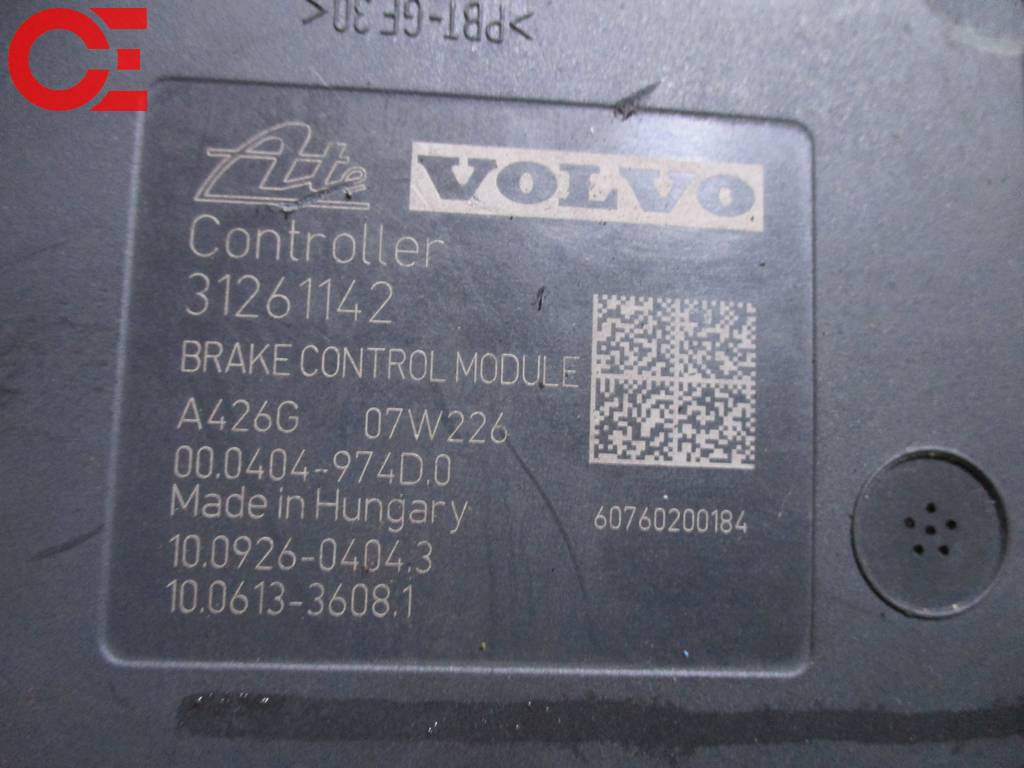 CE
>PBT-GF30<
Ate VOLVO
Controller
31261142
BRAKE CONTROL MODULE
A426G 07W226
00.0404-974D.0
Made in Hungary
60760200184
10.0926-0404.3
10.0613-3608.1